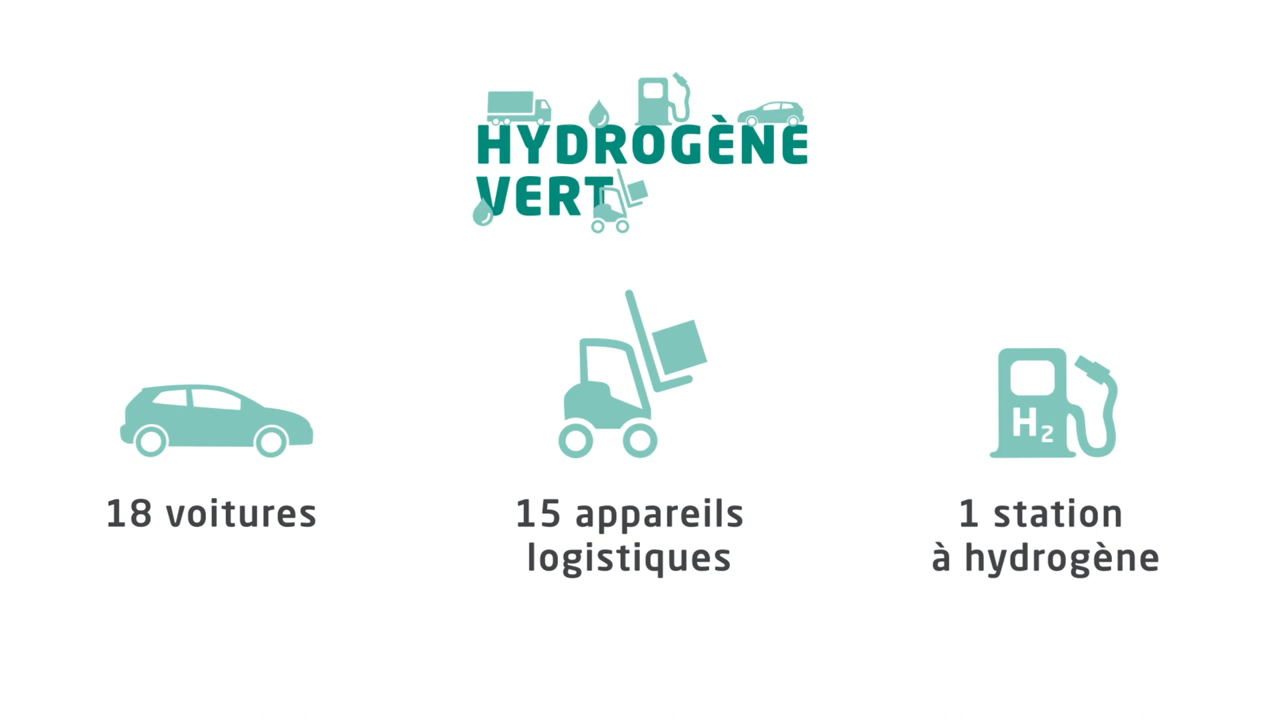 HYDROGÈNE
VERT
H₂
18 voitures
15 appareils
logistiques
1 station
à hydrogène